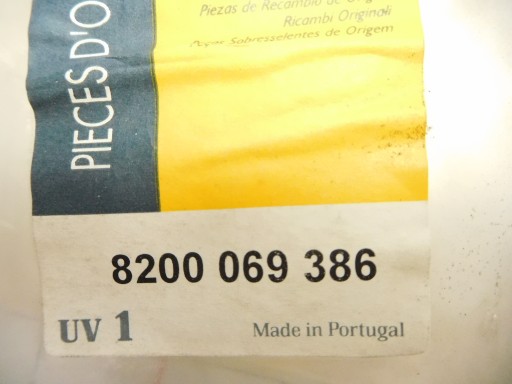 PIECES D'O
Piezas de Recambio de Orig
Ricambi Originali
Peças Sobresselentes de Origem
8200 069 386
UV 1
Made in Portugal